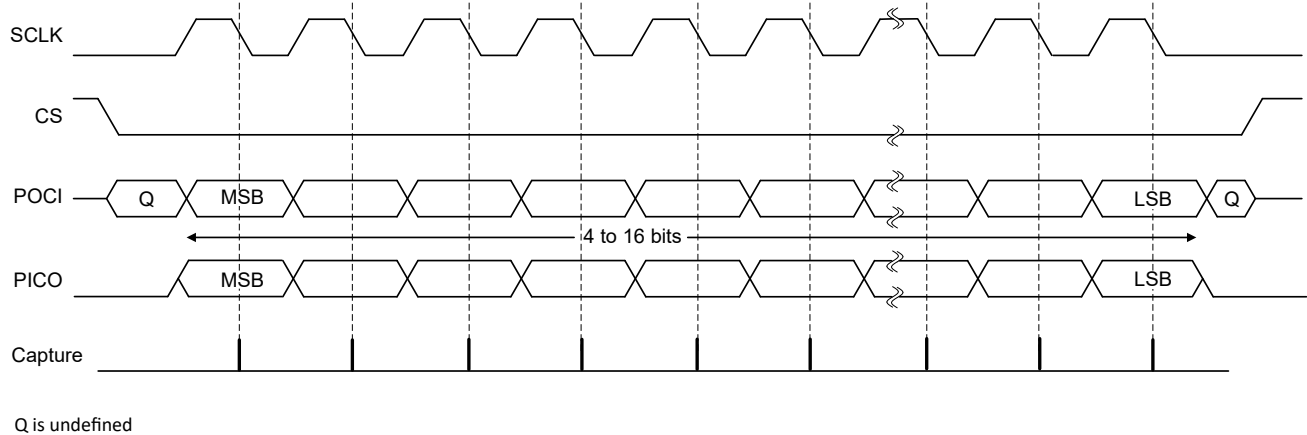 SCLK
CS
POCI Q MSB LSB Q
4 to 16 bits
PICO MSB LSB
Capture
Q is undefined